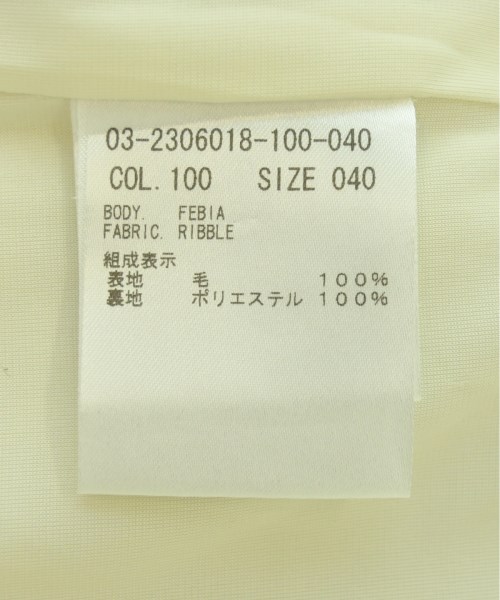 03-2306018-100-040
COL. 100 SIZE 040
BODY. FEBIA
FABRIC. RIBBLE
組成表示
表地 毛 １００％
裏地 ポリエステル １００％